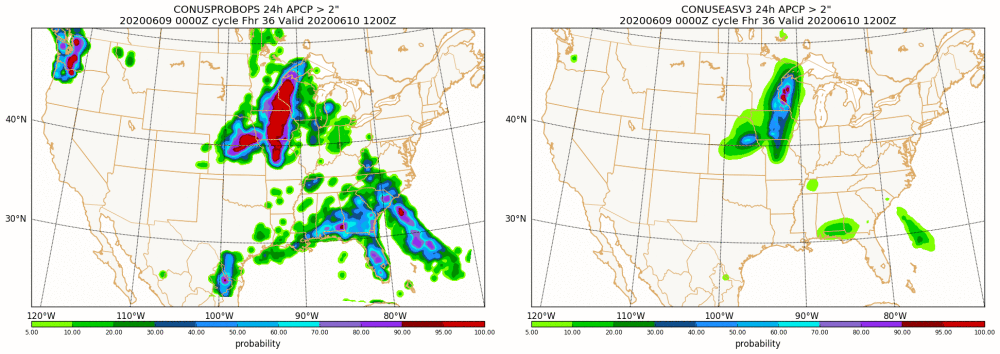 CONUSPROBOPS 24h APCP > 2"
20200609 0000Z cycle Fhr 36 Valid 20200610 1200Z
40°N
30°N
120°W 110°W 100°W 90°W 80°W
5.00 10.00 20.00 30.00 40.00 50.00 60.00 70.00 80.00 90.00 95.00 100.00
probability
CONUSEASV3 24h APCP > 2"
20200609 0000Z cycle Fhr 36 Valid 20200610 1200Z
40°N
30°N
120°W 110°W 100°W 90°W 80°W
5.00 10.00 20.00 30.00 40.00 50.00 60.00 70.00 80.00 90.00 95.00 100.00
probability